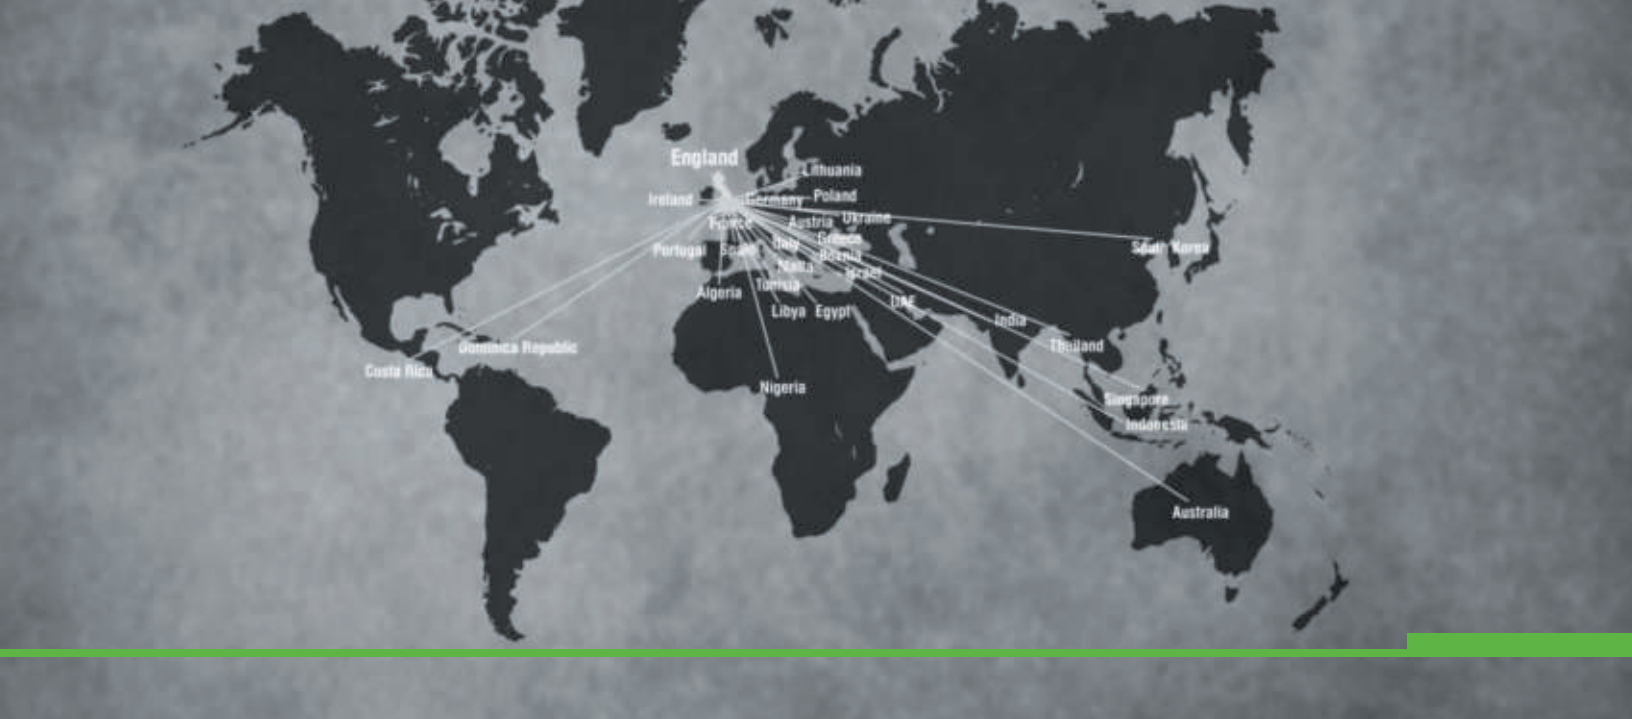 England
Lithuania
Ireland
Germany
Poland
France
Austria
Ukraine
Portugal
Spain
Italy
Greece
Bosnia
South Korea
Malta
Israel
Algeria
Tunisia
UAE
Libya
Egypt
India
Dominica Republic
Thailand
Costa Rica
Nigeria
Singapore
Indonesia
Australia